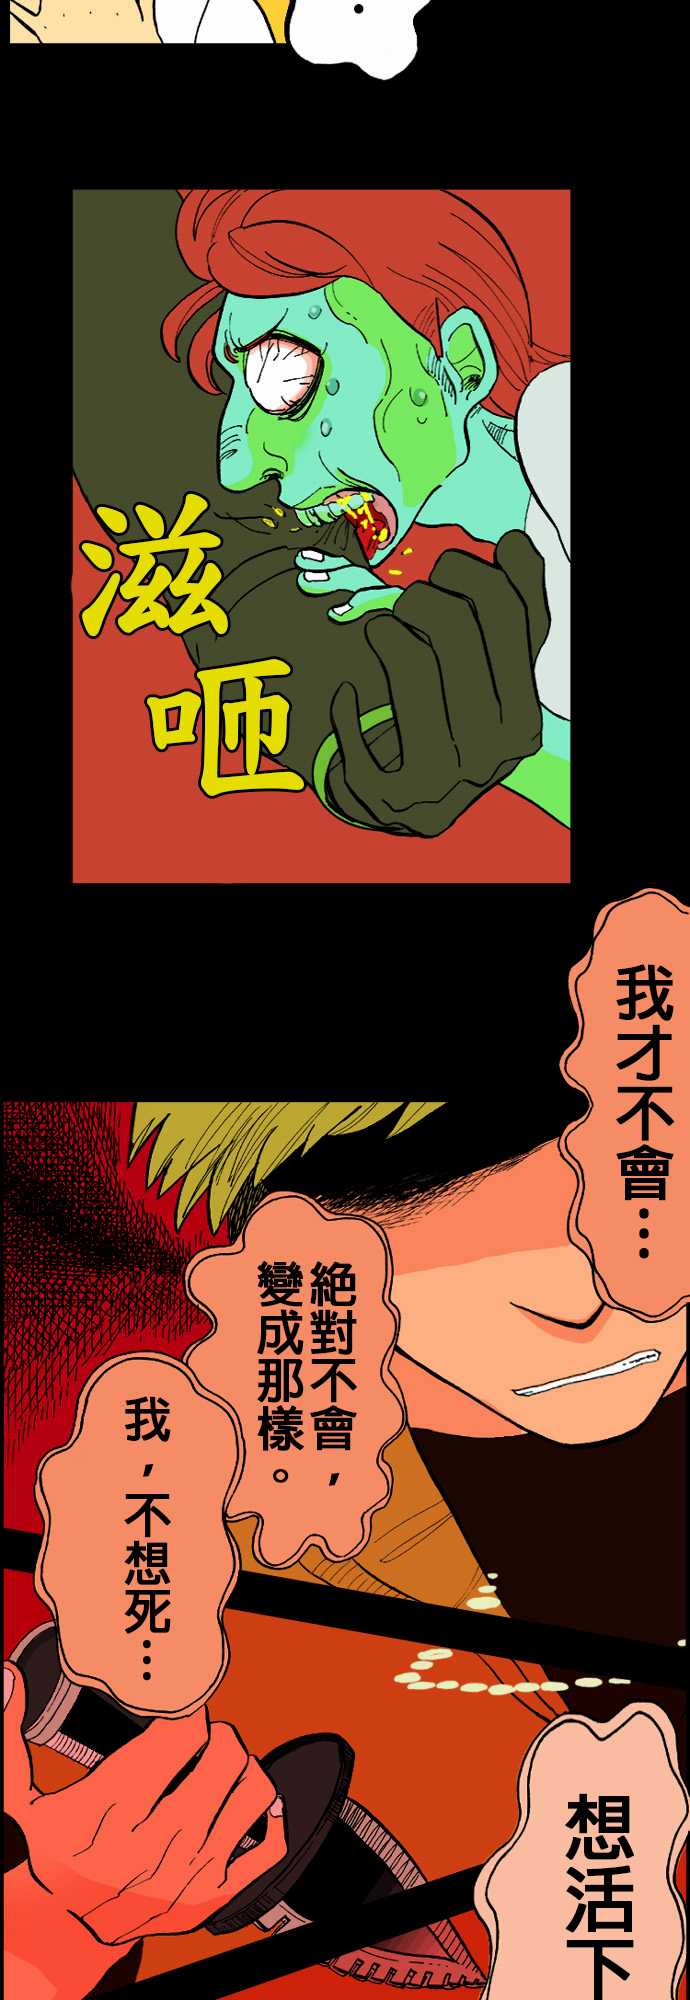 滋
咂
我才不會…
絕對不會，
變成那樣。
我，不想死…
想活下